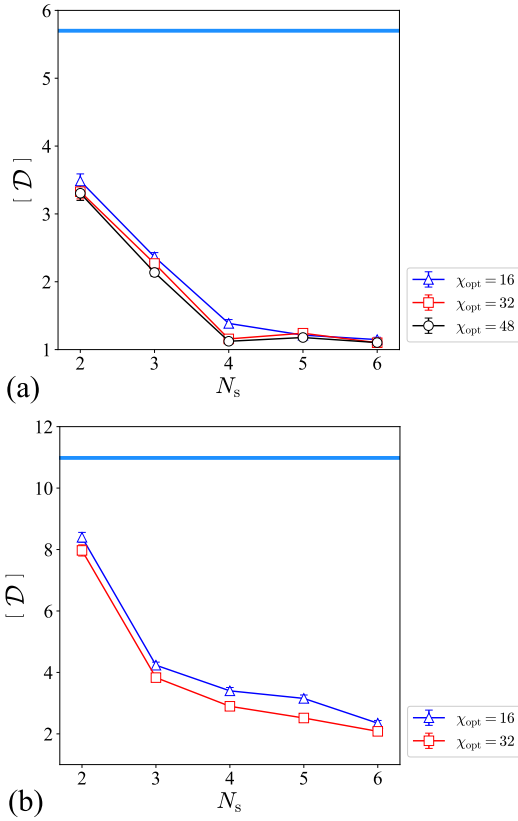 6
5
4
3
2
1
[𝒟]
2 3 4 5 6
N_s
(a)
χ_opt = 16
χ_opt = 32
χ_opt = 48
12
10
8
6
4
2
[𝒟]
2 3 4 5 6
N_s
(b)
χ_opt = 16
χ_opt = 32